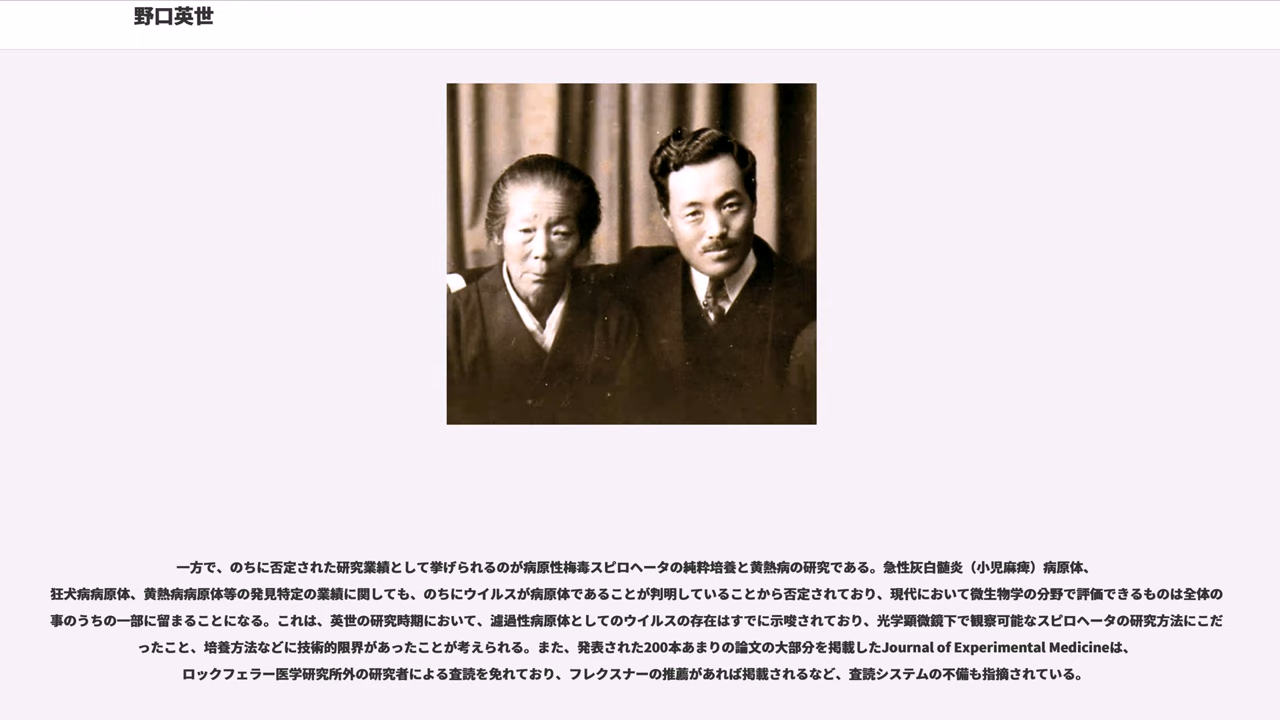 野口英世
一方で、のちに否定された研究業績として挙げられるのが病原性梅毒スピロヘータの純粋培養と黄熱病の研究である。急性灰白髄炎（小児麻痺）病原体、
狂犬病病原体、黄熱病病原体等の発見特定の業績に関しても、のちにウイルスが病原体であることが判明していることから否定されており、現代において微生物学の分野で評価できるものは全体の
事のうちの一部に留まることになる。これは、英世の研究時期において、濾過性病原体としてのウイルスの存在はすでに示唆されており、光学顕微鏡下で観察可能なスピロヘータの研究方法にこだ
ったこと、培養方法などに技術的限界があったことが考えられる。また、発表された200本あまりの論文の大部分を掲載したJournal of Experimental Medicineは、
ロックフェラー医学研究所外の研究者による査読を免れており、フレクスナーの推薦があれば掲載されるなど、査読システムの不備も指摘されている。